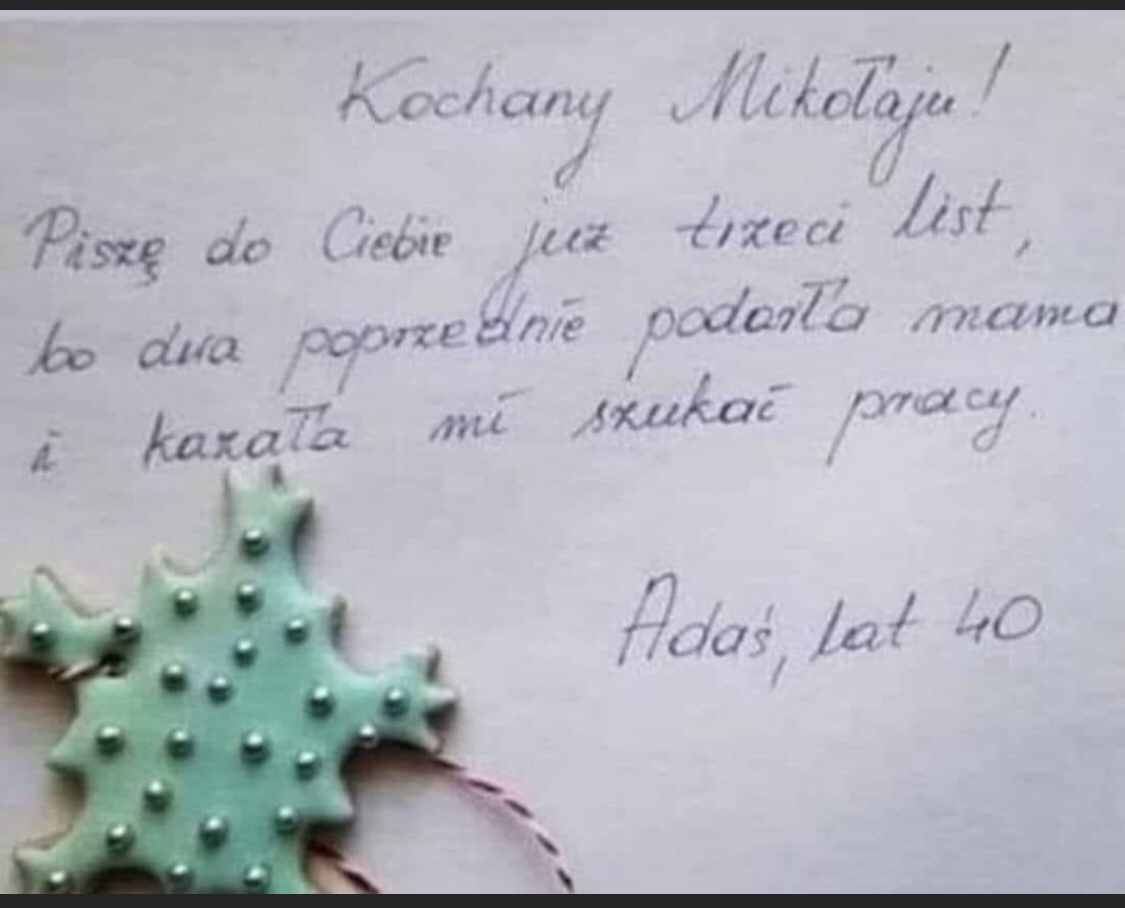 Kochany Mikołaju!
Piszę do Ciebie już trzeci list,
bo dwa poprzednie podarła mama
i kazała mi szukać pracy.
Adaś, lat 40